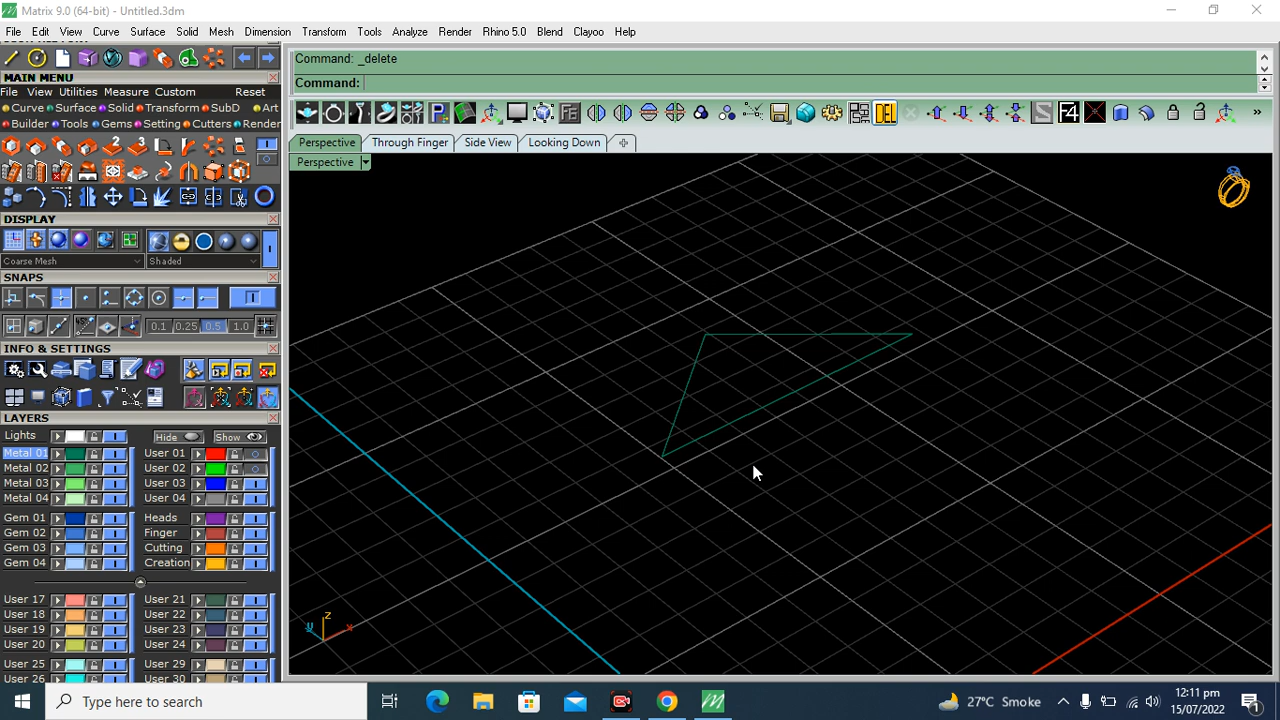 Matrix 9.0 (64-bit) - Untitled.3dm
File Edit View Curve Surface Solid Mesh Dimension Transform Tools Analyze Render Rhino 5.0 Blend Clayoo Help
Command: _delete
Command:
MAIN MENU
File View Utilities Measure Custom Reset
Curve Surface Solid Transform SubD Art
Builder Tools Gems Setting Cutters Render
DISPLAY
Coarse Mesh Shaded
SNAPS
0.1 0.25 0.5 1.0
INFO & SETTINGS
LAYERS
Lights Hide Show
Metal 01 User 01
Metal 02 User 02
Metal 03 User 03
Metal 04 User 04
Gem 01 Heads
Gem 02 Finger
Gem 03 Cutting
Gem 04 Creation
User 17 User 21
User 18 User 22
User 19 User 23
User 20 User 24
User 25 User 29
User 26 User 30
Perspective Through Finger Side View Looking Down
Perspective
z
y x
Type here to search
27°C Smoke
12:11 pm
15/07/2022
1